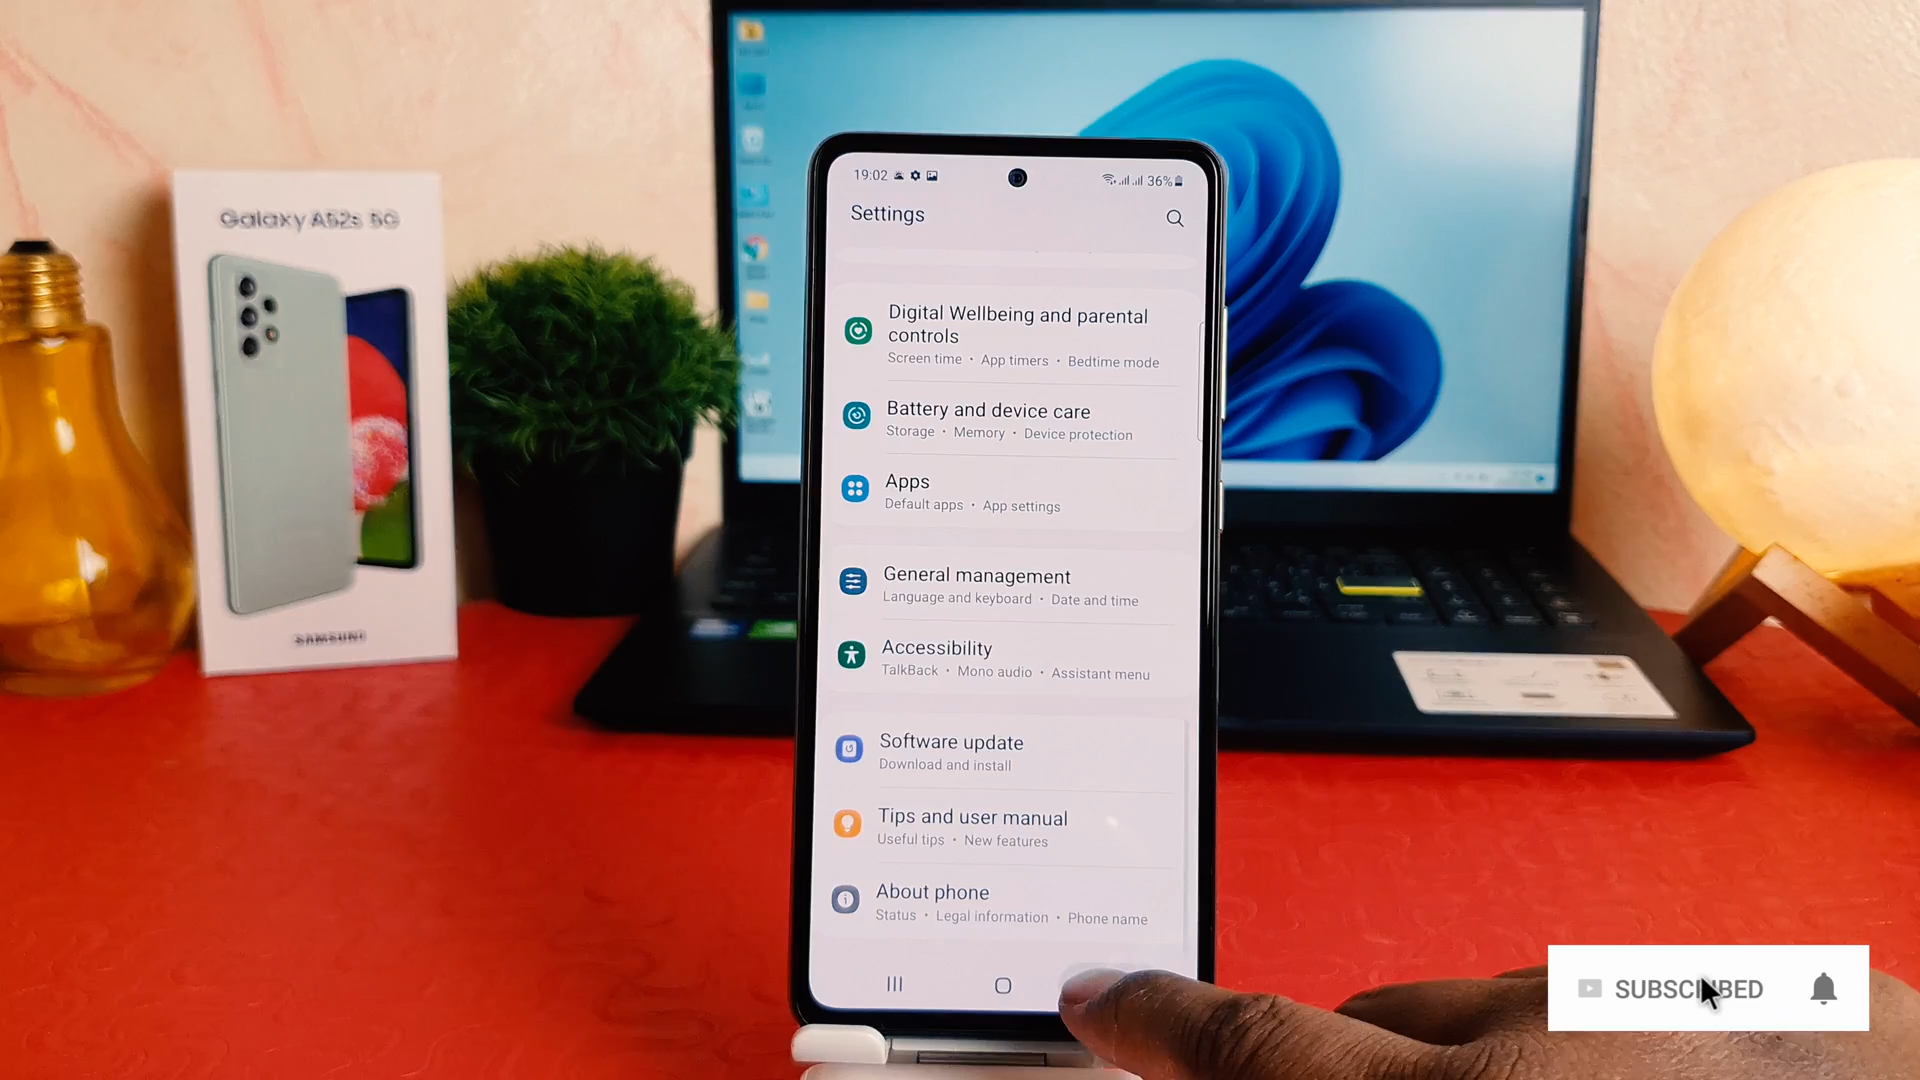 Galaxy A52s 5G
SAMSUNG
19:02
36%
Settings
Digital Wellbeing and parental
controls
Screen time • App timers • Bedtime mode
Battery and device care
Storage • Memory • Device protection
Apps
Default apps • App settings
General management
Language and keyboard • Date and time
Accessibility
TalkBack • Mono audio • Assistant menu
Software update
Download and install
Tips and user manual
Useful tips • New features
About phone
Status • Legal information • Phone name
SUBSCRIBED